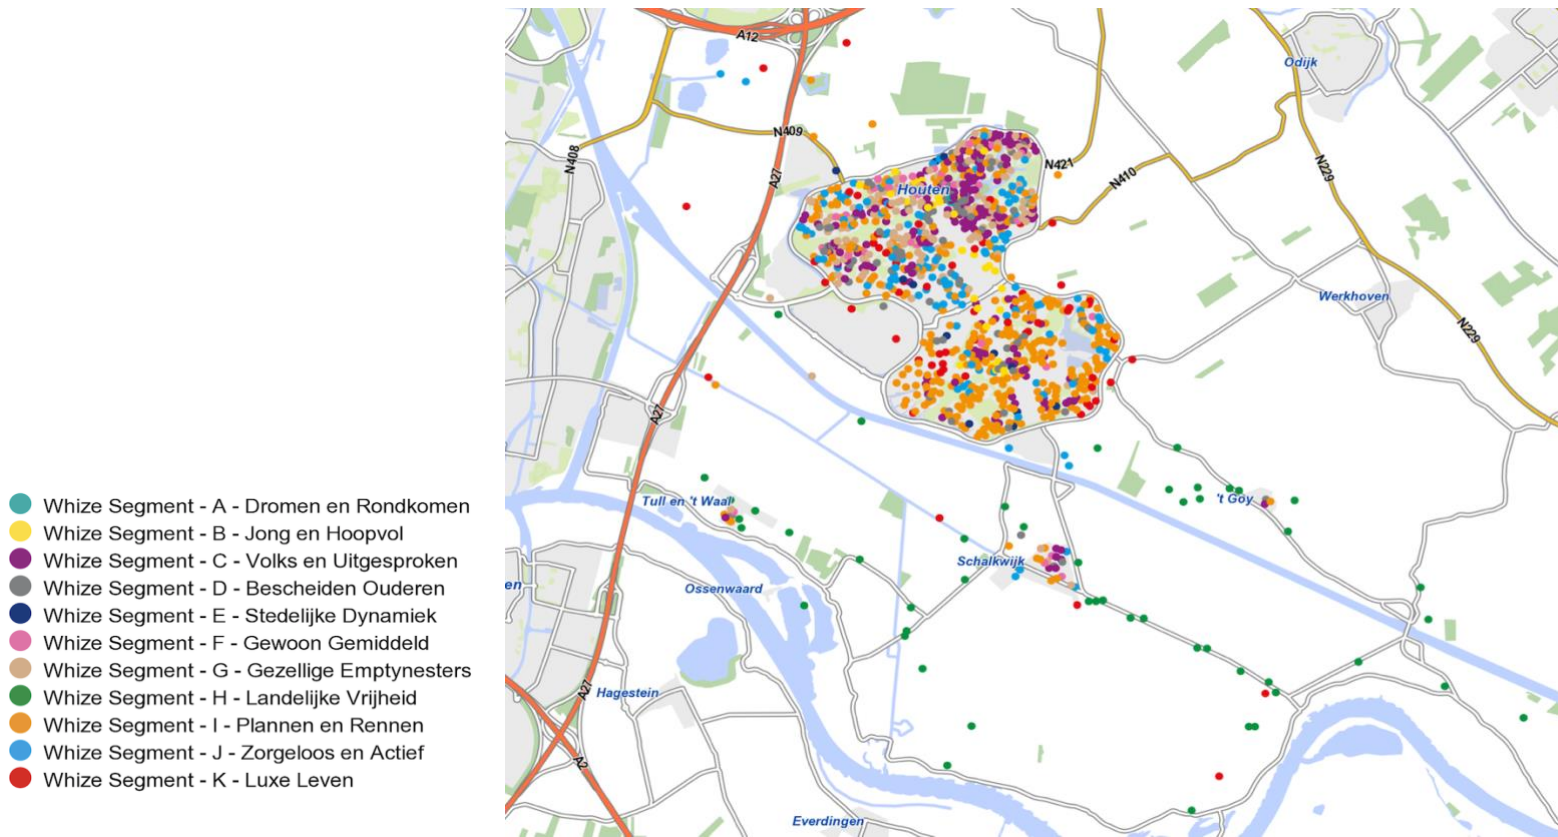 Whize Segment - A - Dromen en Rondkomen
Whize Segment - B - Jong en Hoopvol
Whize Segment - C - Volks en Uitgesproken
Whize Segment - D - Bescheiden Ouderen
Whize Segment - E - Stedelijke Dynamiek
Whize Segment - F - Gewoon Gemiddeld
Whize Segment - G - Gezellige Emptynesters
Whize Segment - H - Landelijke Vrijheid
Whize Segment - I - Plannen en Rennen
Whize Segment - J - Zorgeloos en Actief
Whize Segment - K - Luxe Leven
A12
Odijk
N409
N408
A27
N421
N410
N229
Houten
Werkhoven
N229
A27
Tull en 't Waal
't Goy
Schalkwijk
en
Ossenwaard
A27
Hagestein
A2
Everdingen